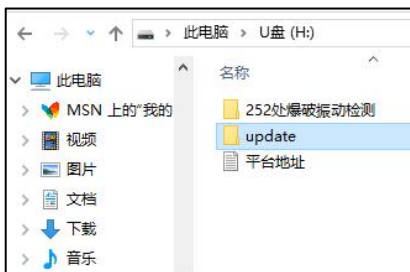 此电脑 › U盘 (H:)
名称
此电脑
MSN 上的"我的
252处爆破振动检测
视频
update
图片
平台地址
文档
下载
音乐